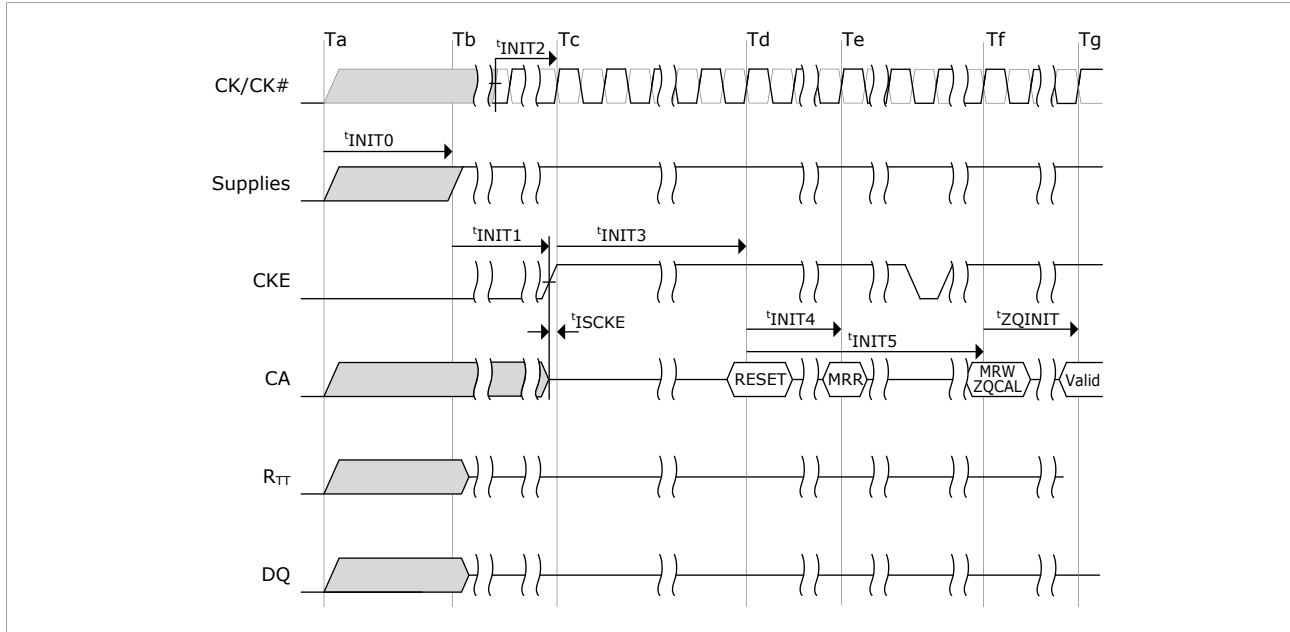 Ta Tb Tc Td Te Tf Tg
tINIT2
CK/CK#
tINIT0
Supplies
tINIT1 tINIT3
CKE
tISCKE tINIT4 tZQINIT
tINIT5
CA RESET MRR MRW ZQCAL Valid
RTT
DQ